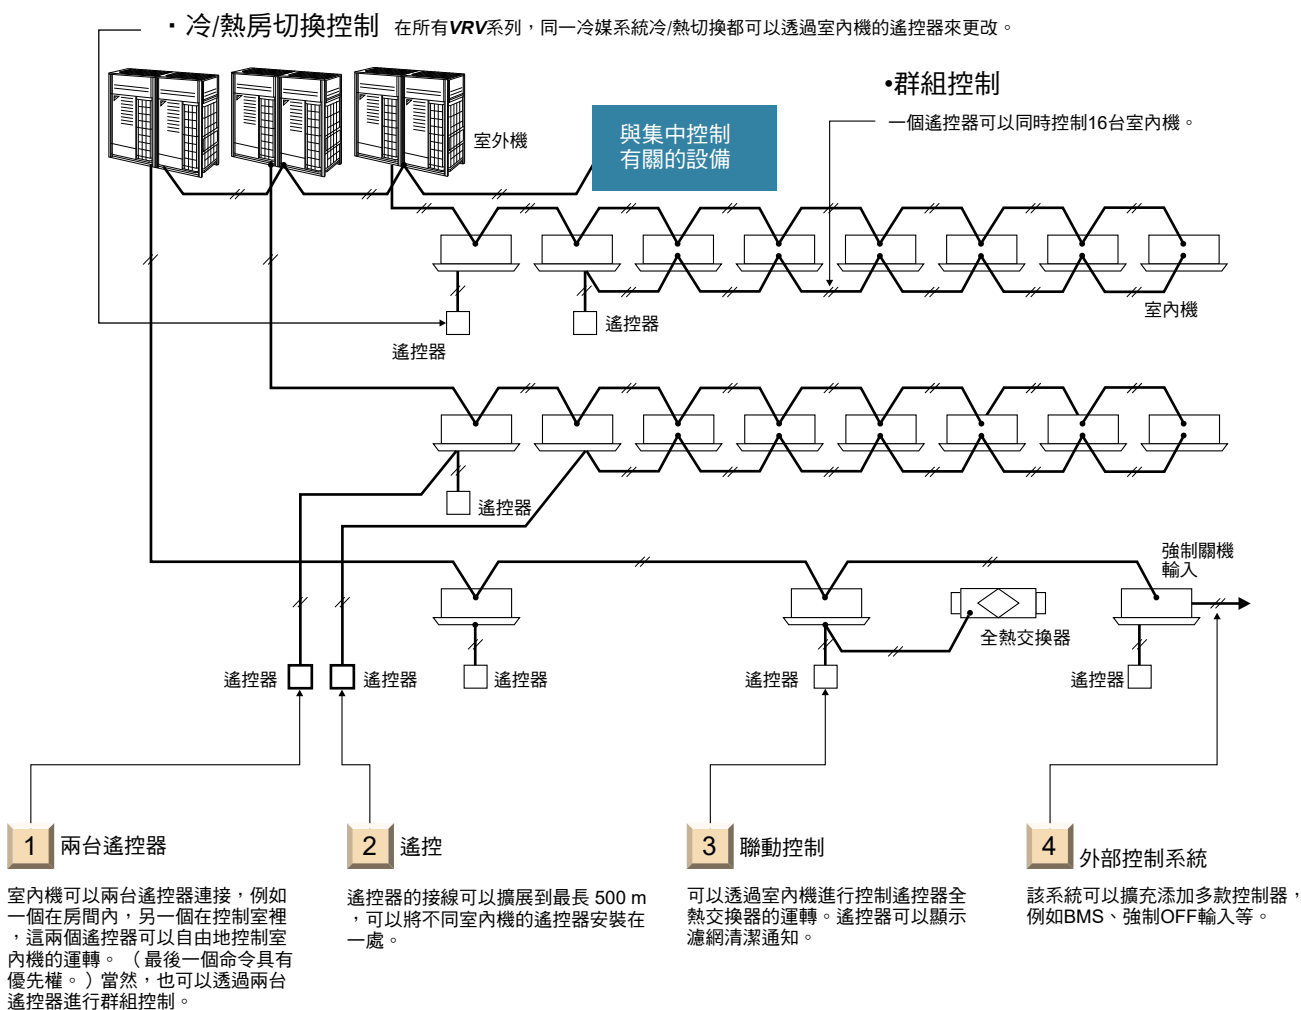 ・冷/熱房切換控制 在所有VRV系列，同一冷媒系統冷/熱切換都可以透過室內機的遙控器來更改。
•群組控制
一個遙控器可以同時控制16台室內機。
室外機
與集中控制
有關的設備
室內機
遙控器
遙控器
遙控器
強制關機
輸入
全熱交換器
遙控器
遙控器
遙控器
遙控器
遙控器
1 兩台遙控器
室內機可以兩台遙控器連接，例如
一個在房間內，另一個在控制室裡
，這兩個遙控器可以自由地控制室
內機的運轉。（最後一個命令具有
優先權。）當然，也可以透過兩台
遙控器進行群組控制。
2 遙控
遙控器的接線可以擴展到最長 500 m
，可以將不同室內機的遙控器安裝在
一處。
3 聯動控制
可以透過室內機進行控制遙控器全
熱交換器的運轉。遙控器可以顯示
濾網清潔通知。
4 外部控制系統
該系統可以擴充添加多款控制器，
例如BMS、強制OFF輸入等。